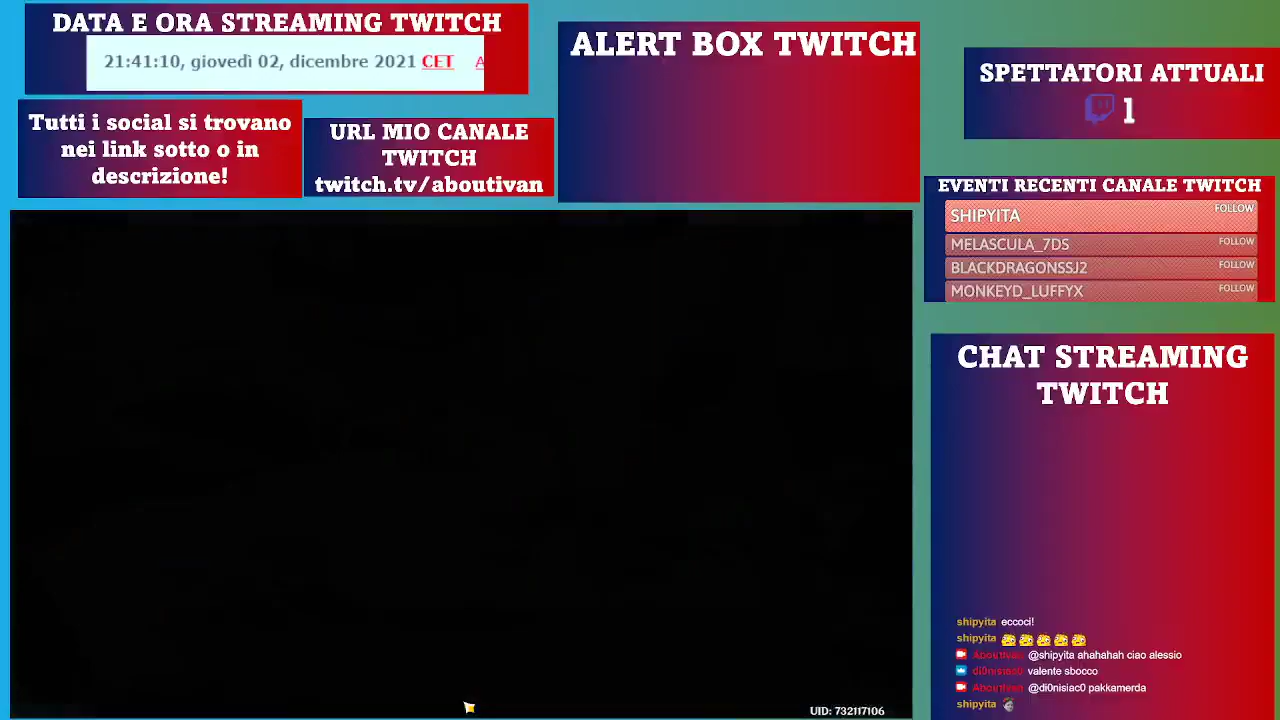 DATA E ORA STREAMING TWITCH
21:41:10, giovedì 02, dicembre 2021 CET A
Tutti i social si trovano
nei link sotto o in
descrizione!
URL MIO CANALE
TWITCH
twitch.tv/aboutivan
ALERT BOX TWITCH
SPETTATORI ATTUALI
1
EVENTI RECENTI CANALE TWITCH
SHIPYITA FOLLOW
MELASCULA_7DS FOLLOW
BLACKDRAGONSSJ2 FOLLOW
MONKEYD_LUFFYX FOLLOW
CHAT STREAMING
TWITCH
shipyita eccoci!
shipyita
Aboutivan @shipyita ahahahah ciao alessio
di0nisiac0 valente sbocco
Aboutivan @di0nisiac0 pakkamerda
shipyita
UID: 732117106